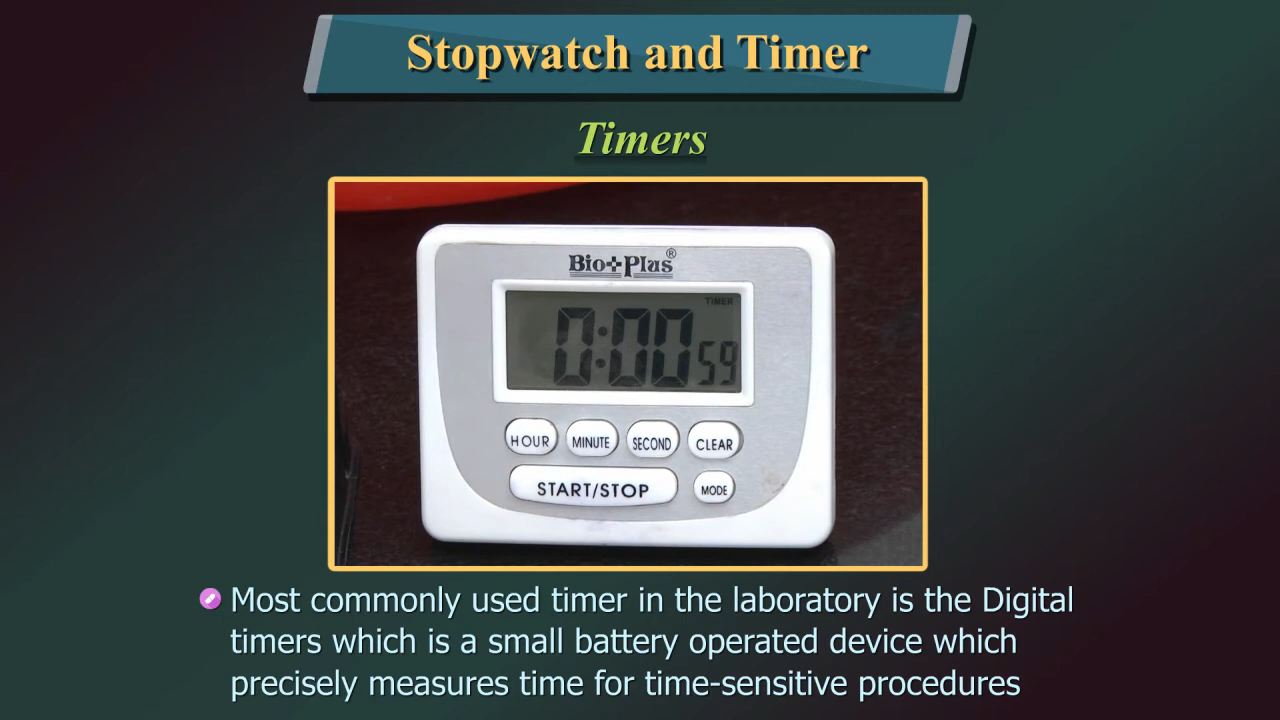 Stopwatch and Timer
Timers
Bio+Plus®
TIMER
0:00 59
HOUR MINUTE SECOND CLEAR
START/STOP MODE
Most commonly used timer in the laboratory is the Digital
timers which is a small battery operated device which
precisely measures time for time-sensitive procedures